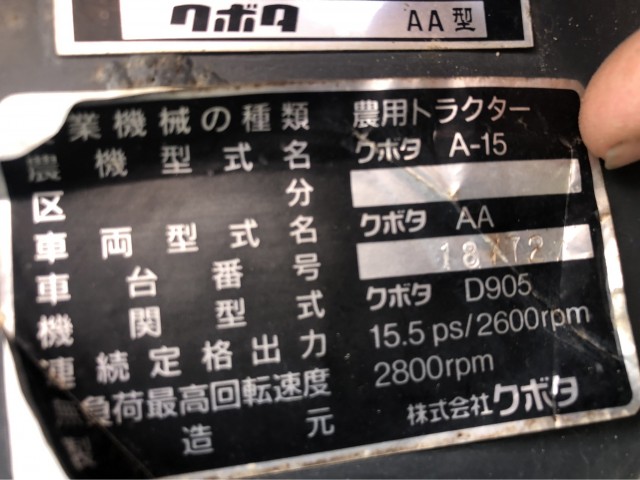 クボタ AA型
農業機械の種類 農用トラクター
農機型式名 クボタ A-15
区分
車両型式名 クボタ AA
車台番号
機関型式 クボタ D905
連続定格出力 15.5 ps/2600rpm
無負荷最高回転速度 2800rpm
製造元 株式会社クボタ